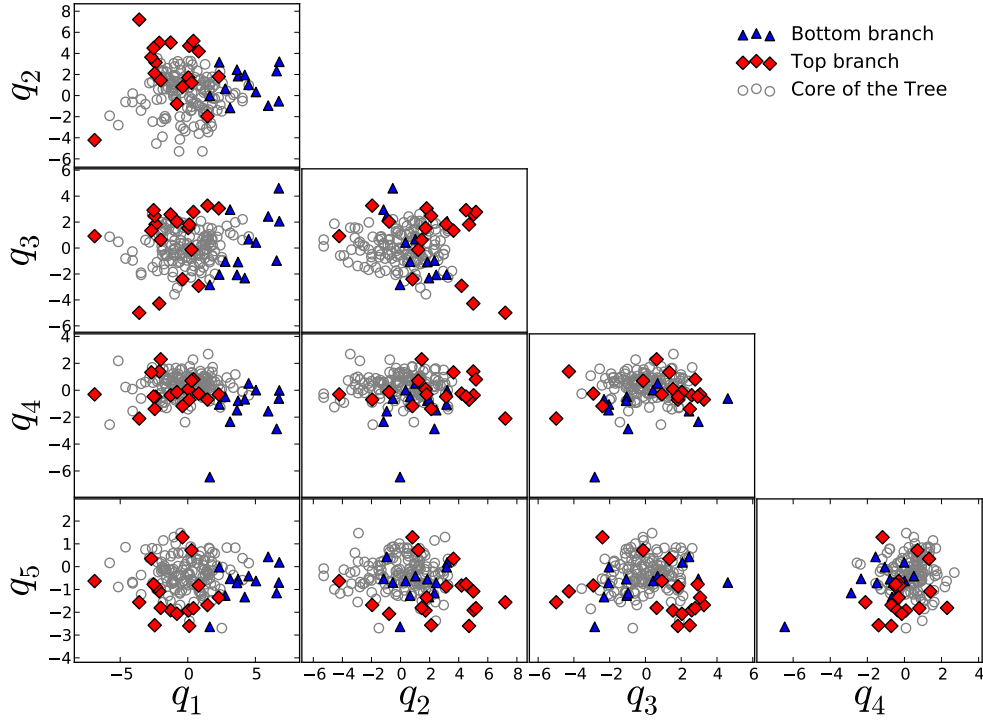 8
6
4
2
0
−2
−4
−6
q2
Bottom branch
Top branch
Core of the Tree
6
4
2
0
−2
−4
−6
q3
4
2
0
−2
−4
−6
q4
2
1
0
−1
−2
−3
−4
q5
−5 0 5
−6 −4 −2 0 2 4 6 8
−6 −4 −2 0 2 4 6
−6 −4 −2 0 2 4
q1 q2 q3 q4